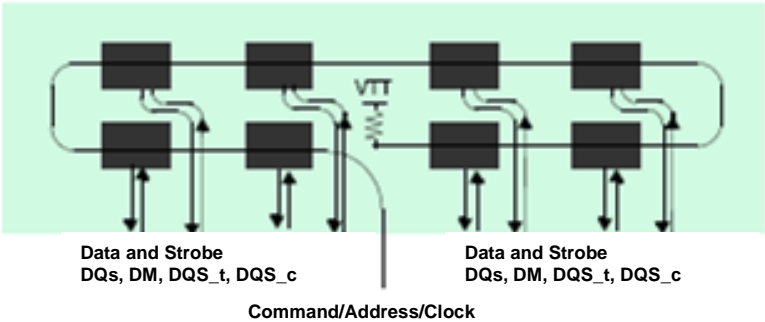 VTT
Data and Strobe
DQs, DM, DQS_t, DQS_c
Data and Strobe
DQs, DM, DQS_t, DQS_c
Command/Address/Clock